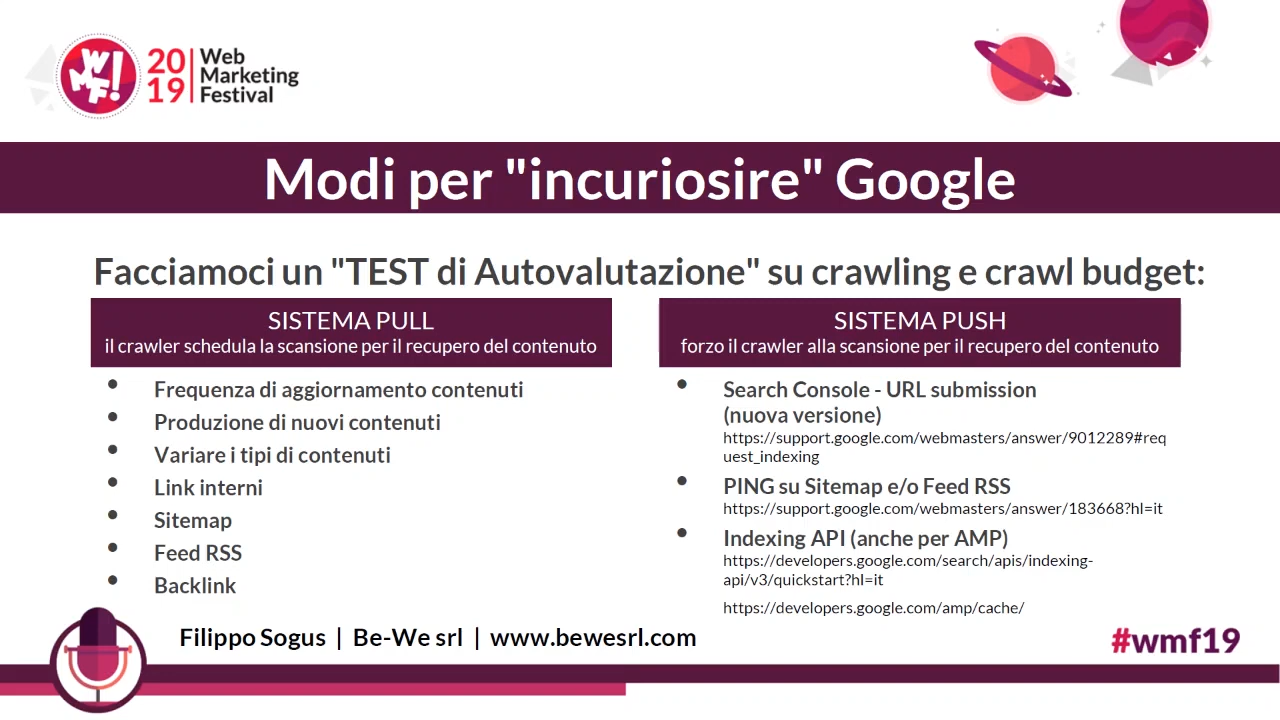 WMF!
2019
Web
Marketing
Festival
Modi per "incuriosire" Google
Facciamoci un "TEST di Autovalutazione" su crawling e crawl budget:
SISTEMA PULL
il crawler schedula la scansione per il recupero del contenuto
• Frequenza di aggiornamento contenuti
• Produzione di nuovi contenuti
• Variare i tipi di contenuti
• Link interni
• Sitemap
• Feed RSS
• Backlink
SISTEMA PUSH
forzo il crawler alla scansione per il recupero del contenuto
• Search Console - URL submission
(nuova versione)
https://support.google.com/webmasters/answer/9012289#req
uest_indexing
• PING su Sitemap e/o Feed RSS
https://support.google.com/webmasters/answer/183668?hl=it
• Indexing API (anche per AMP)
https://developers.google.com/search/apis/indexing-
api/v3/quickstart?hl=it
https://developers.google.com/amp/cache/
Filippo Sogus | Be-We srl | www.bewesrl.com
#wmf19